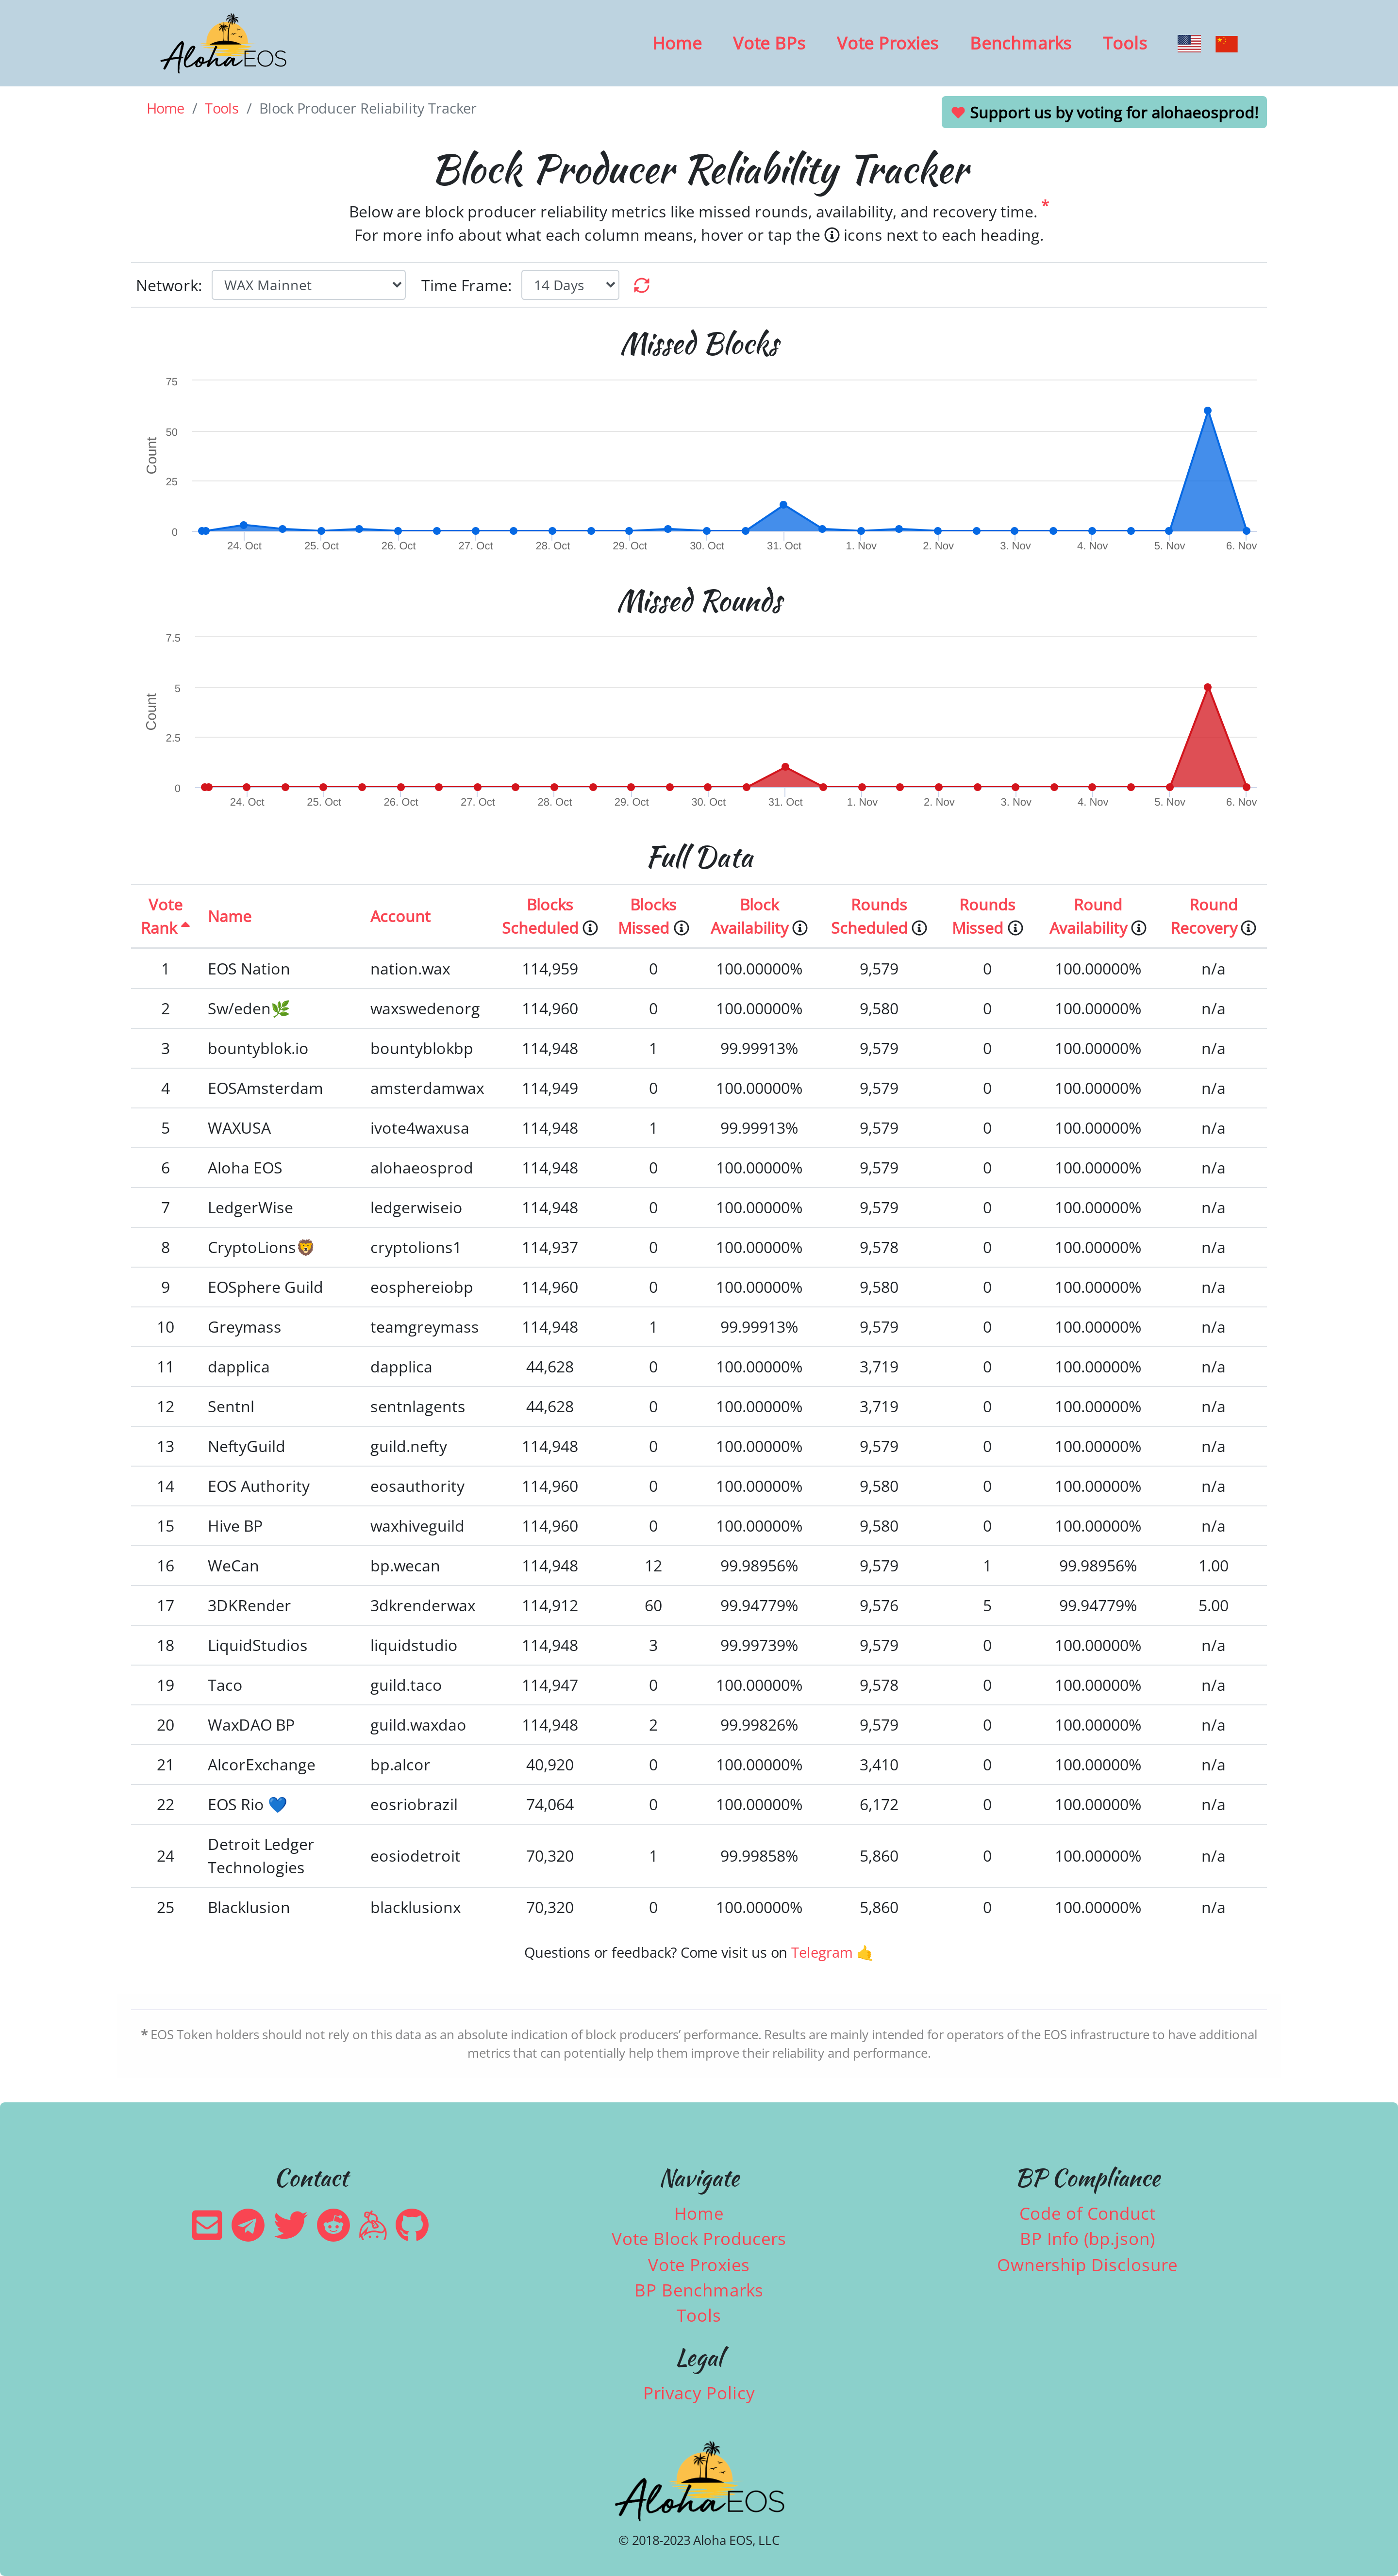 Aloha EOS
Home Vote BPs Vote Proxies Benchmarks Tools
Home / Tools / Block Producer Reliability Tracker
Support us by voting for alohaeosprod!
Block Producer Reliability Tracker
Below are block producer reliability metrics like missed rounds, availability, and recovery time. *
For more info about what each column means, hover or tap the icons next to each heading.
Network: WAX Mainnet Time Frame: 14 Days
Missed Blocks
75
50
25
0
Count
24. Oct 25. Oct 26. Oct 27. Oct 28. Oct 29. Oct 30. Oct 31. Oct 1. Nov 2. Nov 3. Nov 4. Nov 5. Nov 6. Nov
Missed Rounds
7.5
5
2.5
0
Count
24. Oct 25. Oct 26. Oct 27. Oct 28. Oct 29. Oct 30. Oct 31. Oct 1. Nov 2. Nov 3. Nov 4. Nov 5. Nov 6. Nov
Full Data
Vote Rank Name Account Blocks Scheduled Blocks Missed Block Availability Rounds Scheduled Rounds Missed Round Availability Round Recovery
1 EOS Nation nation.wax 114,959 0 100.00000% 9,579 0 100.00000% n/a
2 Sw/eden🌿 waxswedenorg 114,960 0 100.00000% 9,580 0 100.00000% n/a
3 bountyblok.io bountyblokbp 114,948 1 99.99913% 9,579 0 100.00000% n/a
4 EOSAmsterdam amsterdamwax 114,949 0 100.00000% 9,579 0 100.00000% n/a
5 WAXUSA ivote4waxusa 114,948 1 99.99913% 9,579 0 100.00000% n/a
6 Aloha EOS alohaeosprod 114,948 0 100.00000% 9,579 0 100.00000% n/a
7 LedgerWise ledgerwiseio 114,948 0 100.00000% 9,579 0 100.00000% n/a
8 CryptoLions🦁 cryptolions1 114,937 0 100.00000% 9,578 0 100.00000% n/a
9 EOSphere Guild eosphereiobp 114,960 0 100.00000% 9,580 0 100.00000% n/a
10 Greymass teamgreymass 114,948 1 99.99913% 9,579 0 100.00000% n/a
11 dapplica dapplica 44,628 0 100.00000% 3,719 0 100.00000% n/a
12 Sentnl sentnlagents 44,628 0 100.00000% 3,719 0 100.00000% n/a
13 NeftyGuild guild.nefty 114,948 0 100.00000% 9,579 0 100.00000% n/a
14 EOS Authority eosauthority 114,960 0 100.00000% 9,580 0 100.00000% n/a
15 Hive BP waxhiveguild 114,960 0 100.00000% 9,580 0 100.00000% n/a
16 WeCan bp.wecan 114,948 12 99.98956% 9,579 1 99.98956% 1.00
17 3DKRender 3dkrenderwax 114,912 60 99.94779% 9,576 5 99.94779% 5.00
18 LiquidStudios liquidstudio 114,948 3 99.99739% 9,579 0 100.00000% n/a
19 Taco guild.taco 114,947 0 100.00000% 9,578 0 100.00000% n/a
20 WaxDAO BP guild.waxdao 114,948 2 99.99826% 9,579 0 100.00000% n/a
21 AlcorExchange bp.alcor 40,920 0 100.00000% 3,410 0 100.00000% n/a
22 EOS Rio 💙 eosriobrazil 74,064 0 100.00000% 6,172 0 100.00000% n/a
24 Detroit Ledger Technologies eosiodetroit 70,320 1 99.99858% 5,860 0 100.00000% n/a
25 Blacklusion blacklusionx 70,320 0 100.00000% 5,860 0 100.00000% n/a
Questions or feedback? Come visit us on Telegram 🤙
* EOS Token holders should not rely on this data as an absolute indication of block producers’ performance. Results are mainly intended for operators of the EOS infrastructure to have additional
metrics that can potentially help them improve their reliability and performance.
Contact
Navigate
Home
Vote Block Producers
Vote Proxies
BP Benchmarks
Tools
Legal
Privacy Policy
BP Compliance
Code of Conduct
BP Info (bp.json)
Ownership Disclosure
Aloha EOS
© 2018-2023 Aloha EOS, LLC